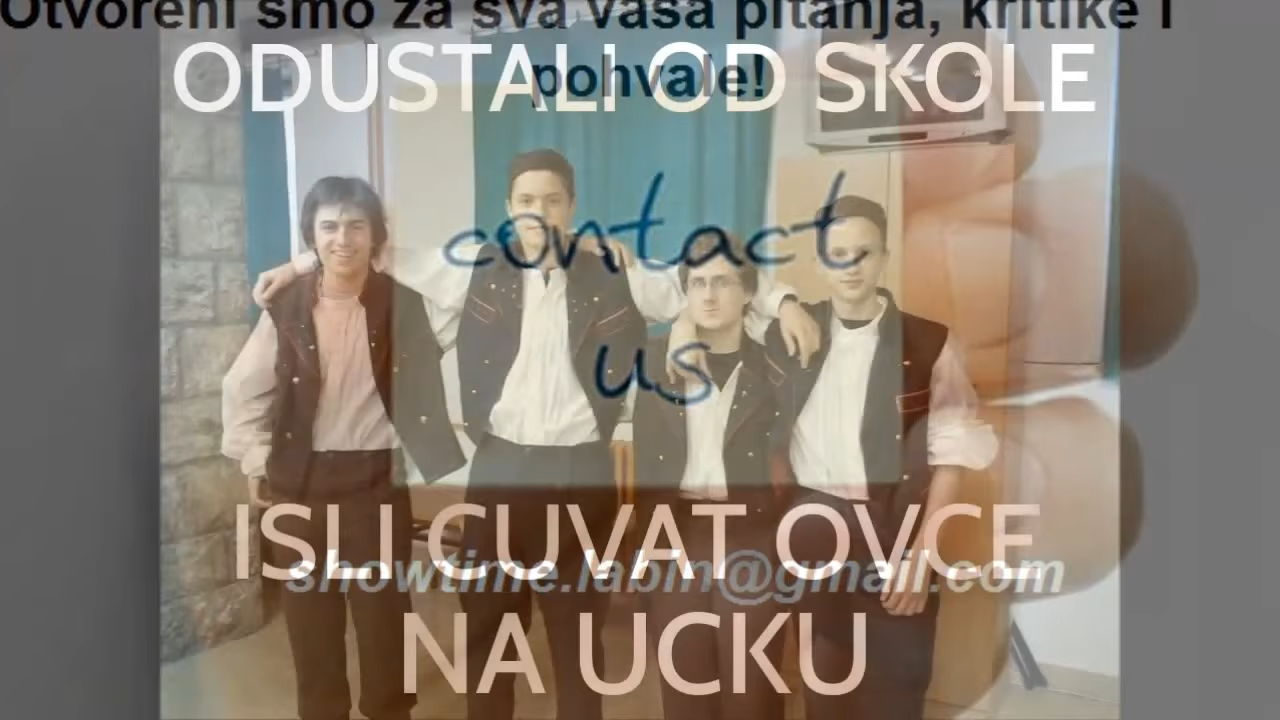 Otvoreni smo za sva vaša pitanja, kritike i
pohvale!
ODUSTALI OD SKOLE
contact
us
ISLI CUVAT OVCE
showtime.labin@gmail.com
NA UCKU